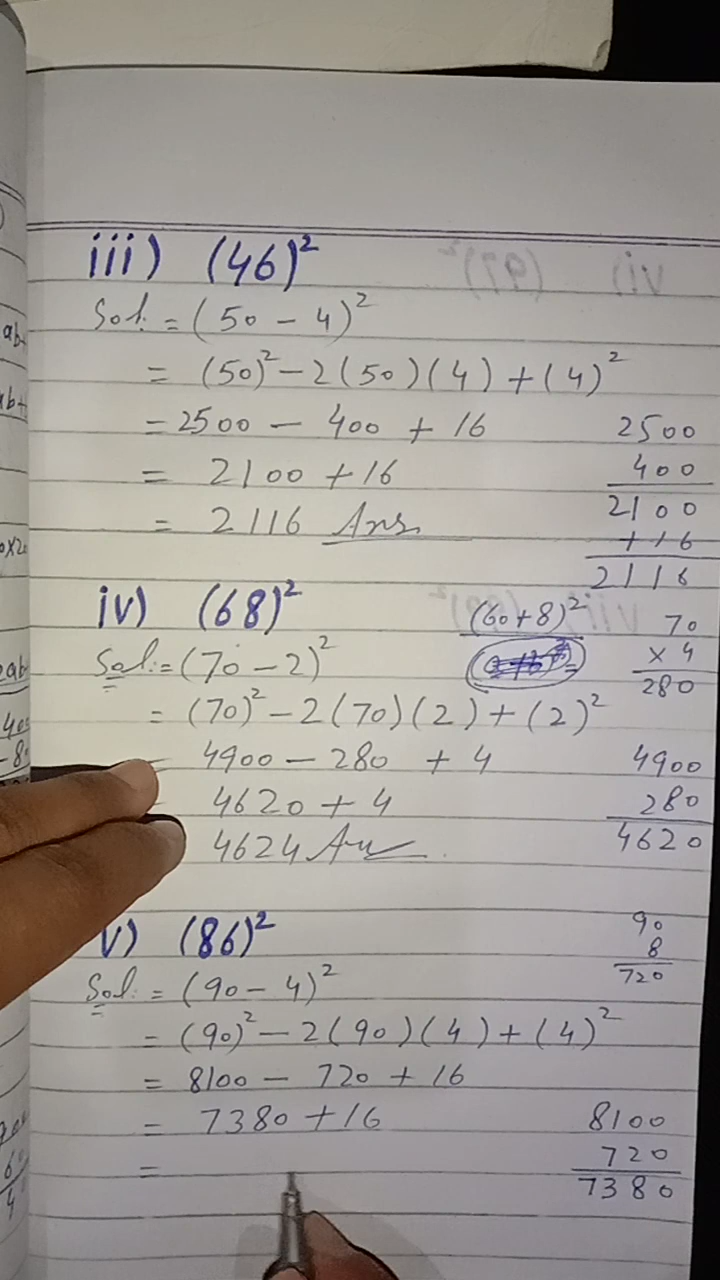 iii) (46)²
Sol. = (50 - 4)²
= (50)² - 2(50)(4) + (4)²
= 2500 - 400 + 16
= 2100 + 16
= 2116 Ans.
2500
400
2100
+16
2116
iv) (68)²
(60+8)²
Sol. = (70 - 2)²
= (70)² - 2(70)(2) + (2)²
4900 - 280 + 4
4620 + 4
4624 Ans
70
× 4
280
4900
280
4620
v) (86)²
Sol. = (90 - 4)²
= (90)² - 2(90)(4) + (4)²
= 8100 - 720 + 16
= 7380 + 16
=
90
8
720
8100
720
7380